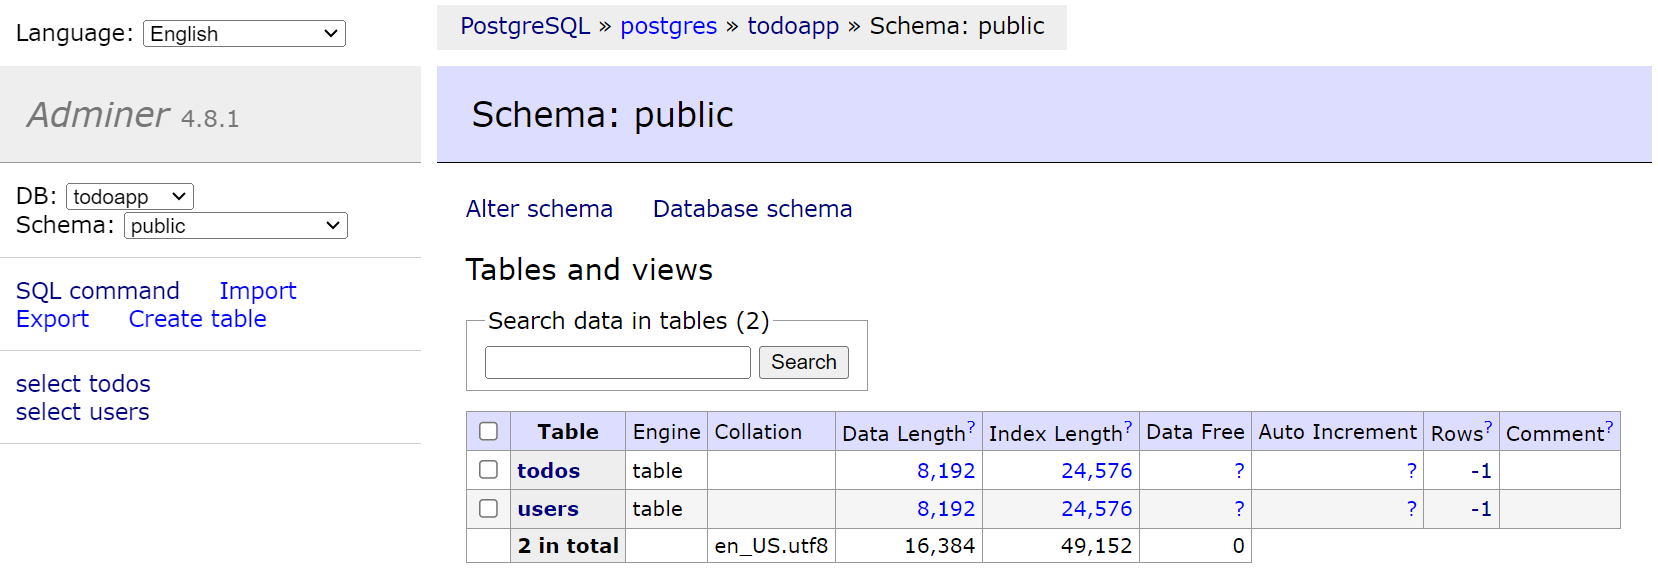 Language: English
PostgreSQL » postgres » todoapp » Schema: public
Adminer 4.8.1
Schema: public
DB: todoapp
Schema: public
SQL command Import
Export Create table
select todos
select users
Alter schema Database schema
Tables and views
Search data in tables (2)
Search
Table Engine Collation Data Length? Index Length? Data Free Auto Increment Rows? Comment?
todos table 8,192 24,576 ? ? -1
users table 8,192 24,576 ? ? -1
2 in total en_US.utf8 16,384 49,152 0